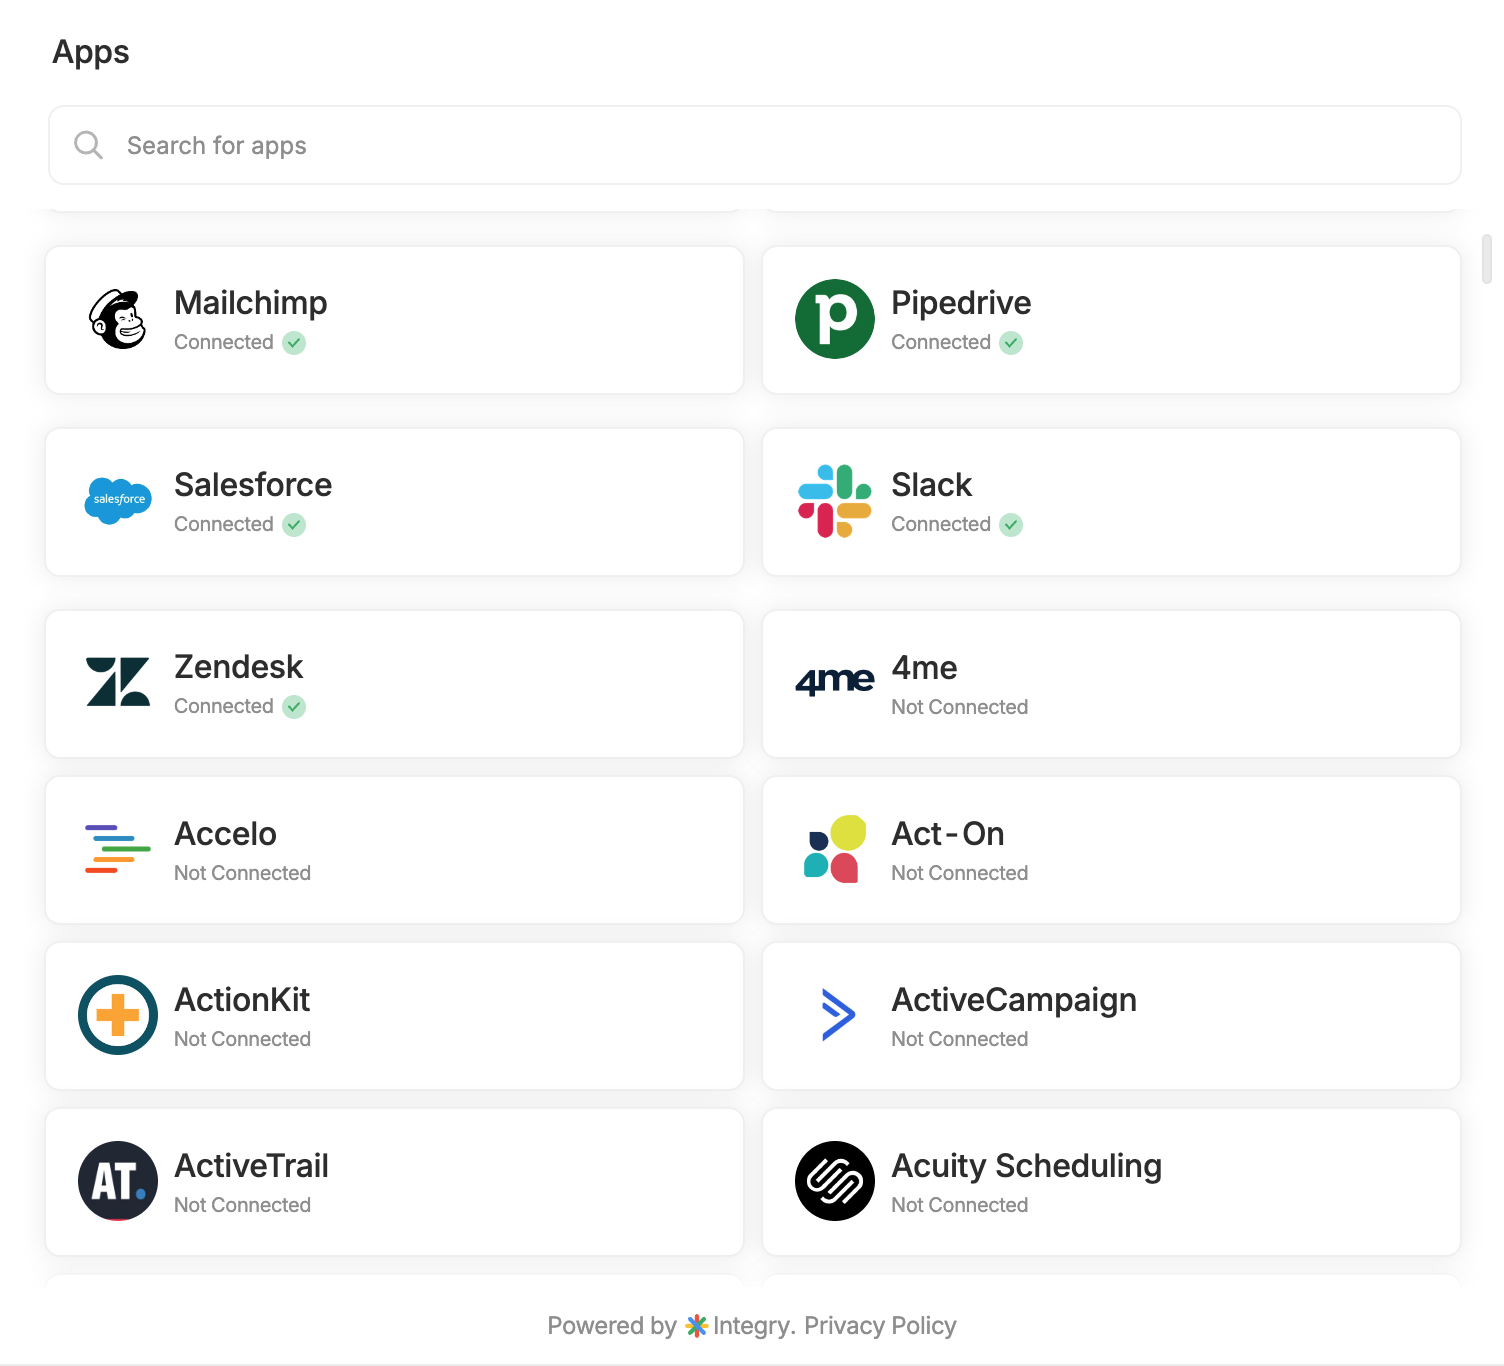 Apps
Search for apps
Mailchimp
Connected
Pipedrive
Connected
salesforce
Salesforce
Connected
Slack
Connected
Zendesk
Connected
4me
4me
Not Connected
Accelo
Not Connected
Act-On
Not Connected
ActionKit
Not Connected
ActiveCampaign
Not Connected
AT.
ActiveTrail
Not Connected
Acuity Scheduling
Not Connected
Powered by Integry. Privacy Policy